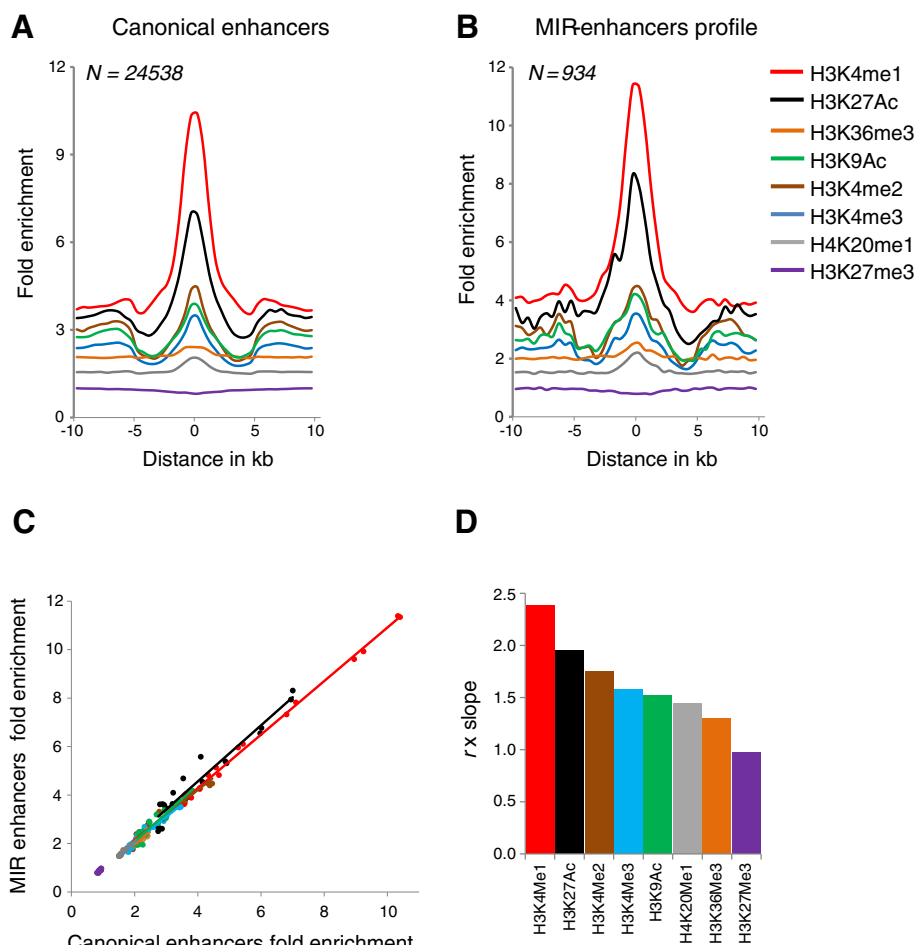 A
Canonical enhancers
B
MIR-enhancers profile
N = 24538
N = 934
12
9
6
3
0
Fold enrichment
-10
-5
0
5
10
Distance in kb
12
10
8
6
4
2
0
Fold enrichment
-10
-5
0
5
10
Distance in kb
H3K4me1
H3K27Ac
H3K36me3
H3K9Ac
H3K4me2
H3K4me3
H4K20me1
H3K27me3
C
MIR enhancers fold enrichment
12
10
8
6
4
2
0
0
2
4
6
8
10
Canonical enhancers fold enrichment
D
r x slope
2.5
2.0
1.5
1.0
0.5
0.0
H3K4Me1
H3K27Ac
H3K4Me2
H3K4Me3
H3K9Ac
H4K20Me1
H3K36Me3
H3K27Me3